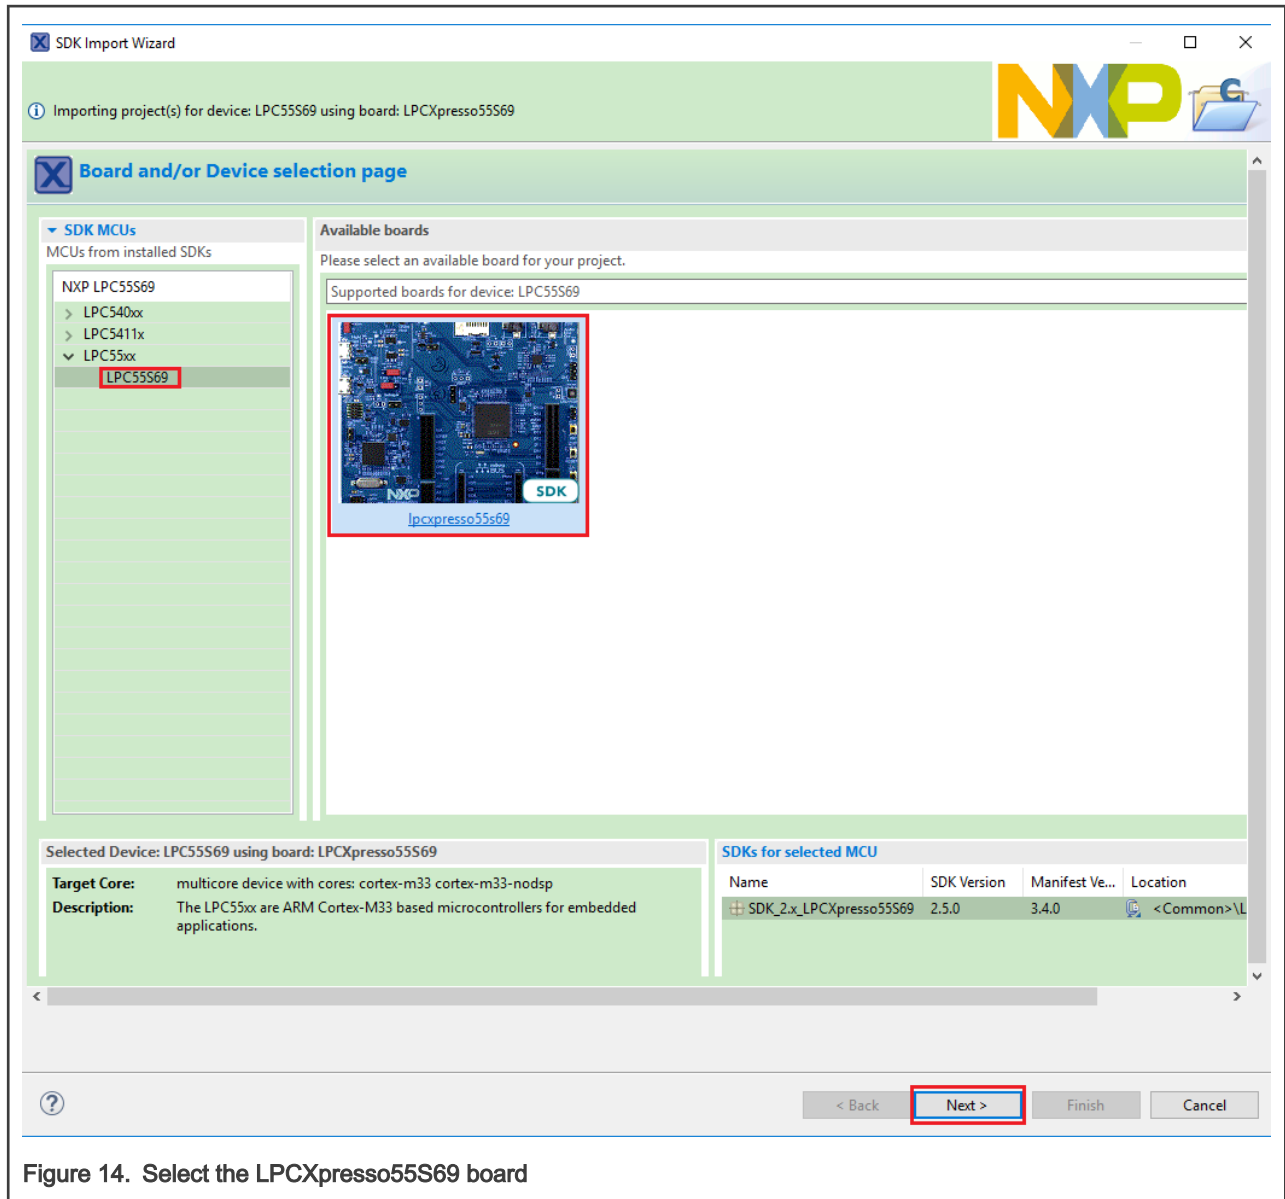 SDK Import Wizard
Importing project(s) for device: LPC55S69 using board: LPCXpresso55S69
NXP
C
Board and/or Device selection page
SDK MCUs
MCUs from installed SDKs
NXP LPC55S69
LPC540xx
LPC5411x
LPC55xx
LPC55S69
Available boards
Please select an available board for your project.
Supported boards for device: LPC55S69
NXP
SDK
lpcxpresso55s69
Selected Device: LPC55S69 using board: LPCXpresso55S69
Target Core: multicore device with cores: cortex-m33 cortex-m33-nodsp
Description: The LPC55xx are ARM Cortex-M33 based microcontrollers for embedded
applications.
SDKs for selected MCU
Name SDK Version Manifest Ve... Location
SDK_2.x_LPCXpresso55S69 2.5.0 3.4.0 <Common>\L
? < Back Next > Finish Cancel
Figure 14. Select the LPCXpresso55S69 board